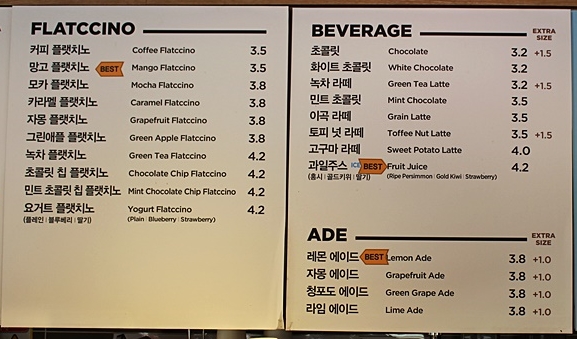 FLATCCINO
커피 플랫치노 Coffee Flatccino 3.5
망고 플랫치노 BEST Mango Flatccino 3.5
모카 플랫치노 Mocha Flatccino 3.8
카라멜 플랫치노 Caramel Flatccino 3.8
자몽 플랫치노 Grapefruit Flatccino 3.8
그린애플 플랫치노 Green Apple Flatccino 3.8
녹차 플랫치노 Green Tea Flatccino 4.2
초콜릿 칩 플랫치노 Chocolate Chip Flatccino 4.2
민트 초콜릿 칩 플랫치노 Mint Chocolate Chip Flatccino 4.2
요거트 플랫치노 Yogurt Flatccino 4.2
(플레인 | 블루베리 | 딸기) (Plain | Blueberry | Strawberry)
BEVERAGE EXTRA SIZE
초콜릿 Chocolate 3.2 +1.5
화이트 초콜릿 White Chocolate 3.2
녹차 라떼 Green Tea Latte 3.2 +1.5
민트 초콜릿 Mint Chocolate 3.5
이곡 라떼 Grain Latte 3.5
토피 넛 라떼 Toffee Nut Latte 3.5 +1.5
고구마 라떼 Sweet Potato Latte 4.0
과일주스 ICE BEST Fruit Juice 4.2
(홍시 | 골드키위 | 딸기) (Ripe Persimmon | Gold Kiwi | Strawberry)
ADE EXTRA SIZE
레몬 에이드 BEST Lemon Ade 3.8 +1.0
자몽 에이드 Grapefruit Ade 3.8 +1.0
청포도 에이드 Green Grape Ade 3.8 +1.0
라임 에이드 Lime Ade 3.8 +1.0